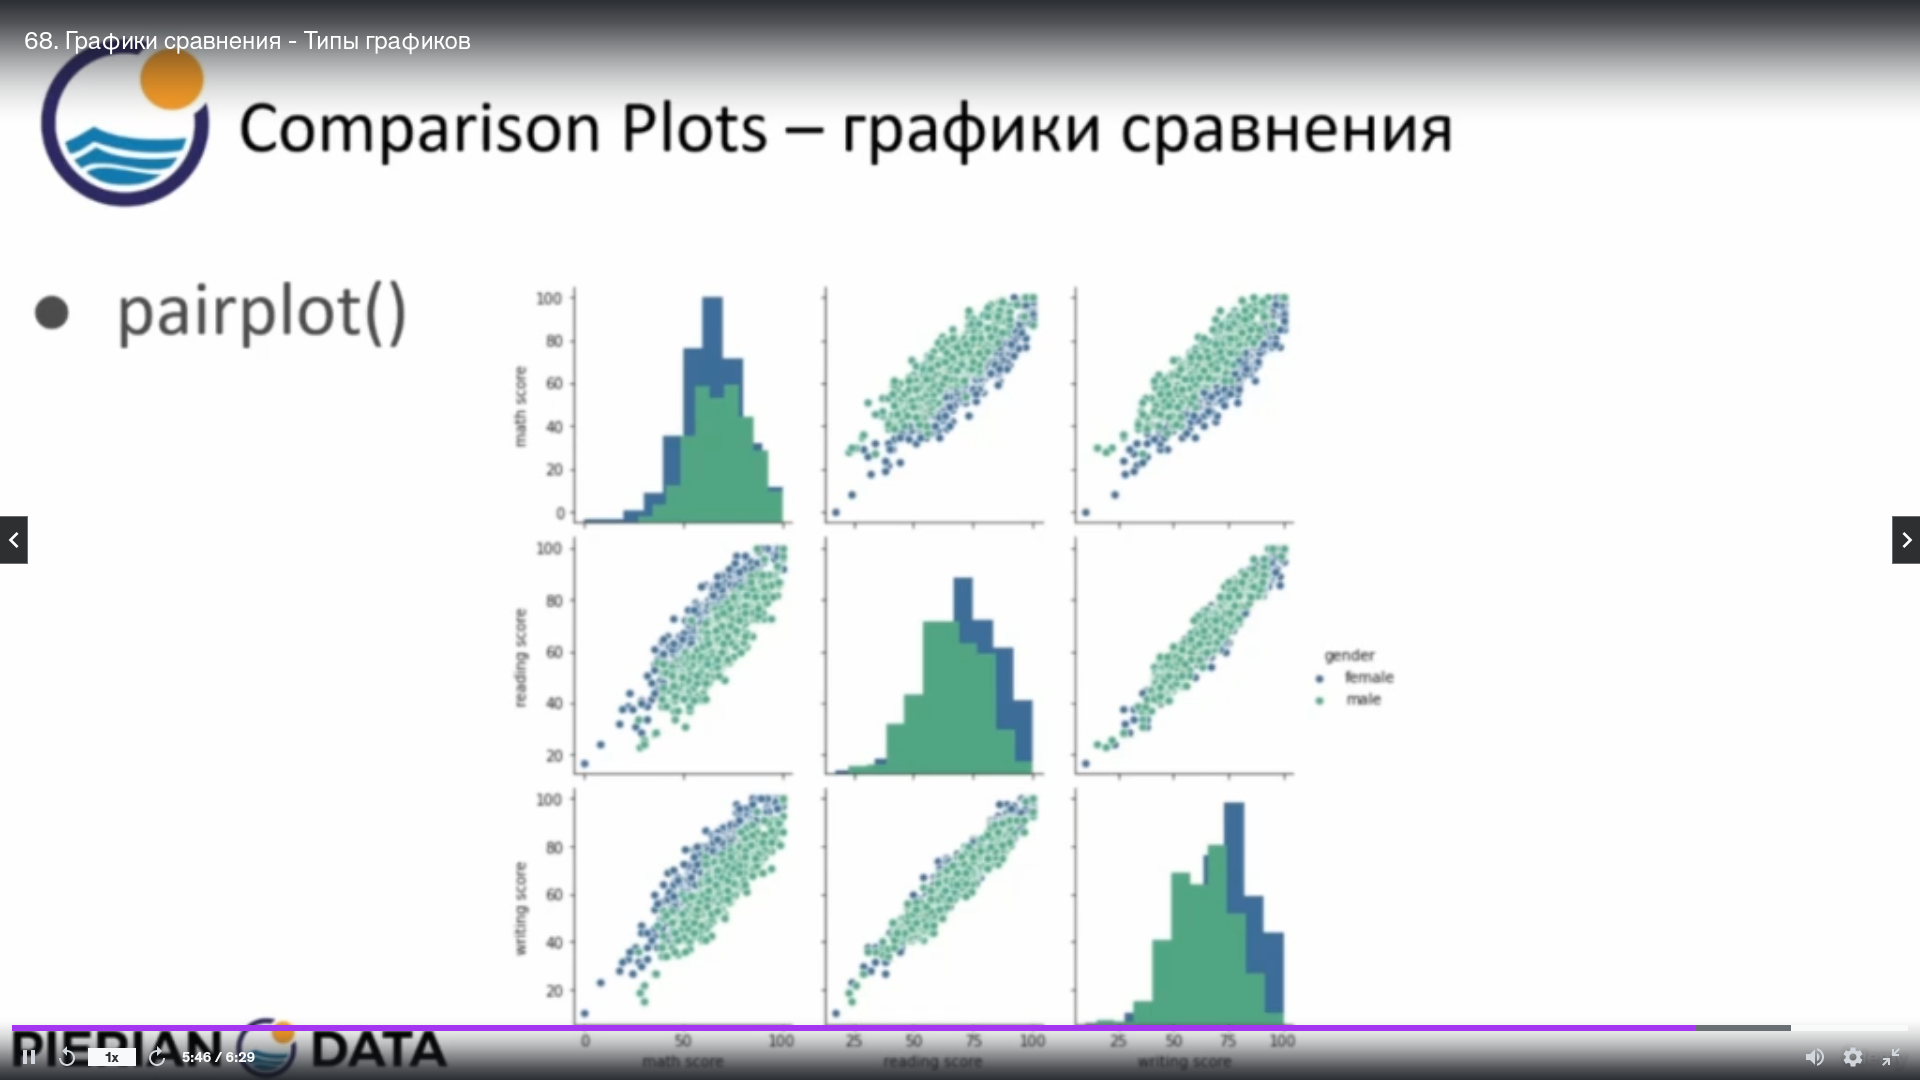 68. Графики сравнения - Типы графиков
Comparison Plots – графики сравнения
● pairplot()
100
80
60
40
20
0
math score
100
80
60
40
20
reading score
gender
female
male
100
80
60
40
20
writing score
0 50 100 25 50 75 100 25 50 75 100
math score reading score writing score
PIERIAN DATA
1x 5:46 / 6:29